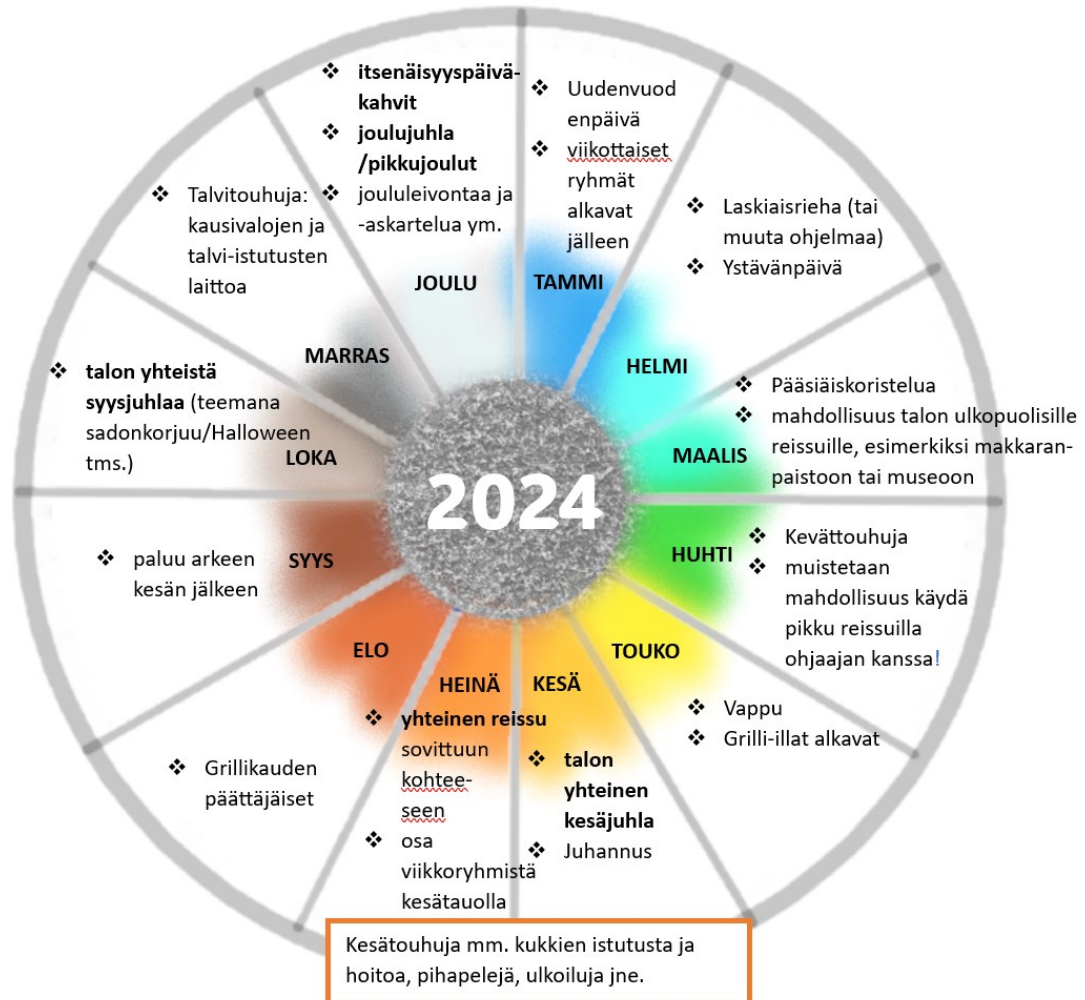 ❖ itsenäisyyspäivä-
kahvit
❖ joulujuhla
/pikkujoulut
❖ joululeivontaa ja
-askartelua ym.
JOULU
❖ Uudenvuod
enpäivä
❖ viikottaiset
ryhmät
alkavat
jälleen
TAMMI
❖ Laskiaisrieha (tai
muuta ohjelmaa)
❖ Ystävänpäivä
HELMI
❖ Pääsiäiskoristelua
❖ mahdollisuus talon ulkopuolisille
reissuille, esimerkiksi makkaran-
paistoon tai museoon
MAALIS
❖ Kevättouhuja
❖ muistetaan
mahdollisuus käydä
pikku reissuilla
ohjaajan kanssa!
HUHTI
TOUKO
❖ Vappu
❖ Grilli-illat alkavat
KESÄ
❖ talon
yhteinen
kesäjuhla
❖ Juhannus
HEINÄ
❖ yhteinen reissu
sovittuun
kohtee-
seen
❖ osa
viikkoryhmistä
kesätauolla
Kesätouhuja mm. kukkien istutusta ja
hoitoa, pihapelejä, ulkoiluja jne.
ELO
❖ Grillikauden
päättäjäiset
SYYS
❖ paluu arkeen
kesän jälkeen
❖ talon yhteistä
syysjuhlaa (teemana
sadonkorjuu/Halloween
tms.)
LOKA
❖ Talvitouhuja:
kausivalojen ja
talvi-istutusten
laittoa
MARRAS
2024